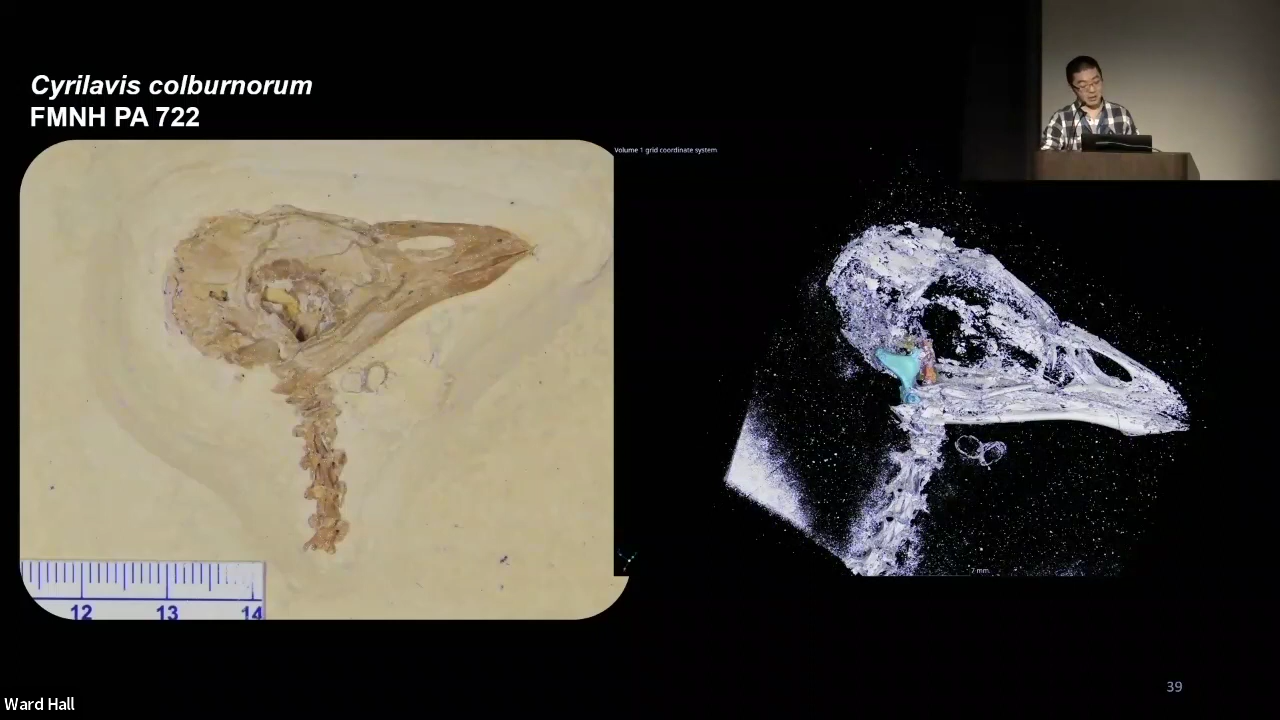 Cyrilavis colburnorum
FMNH PA 722
Volume 1 grid coordinate system
12 13 14
7 mm
39
Ward Hall